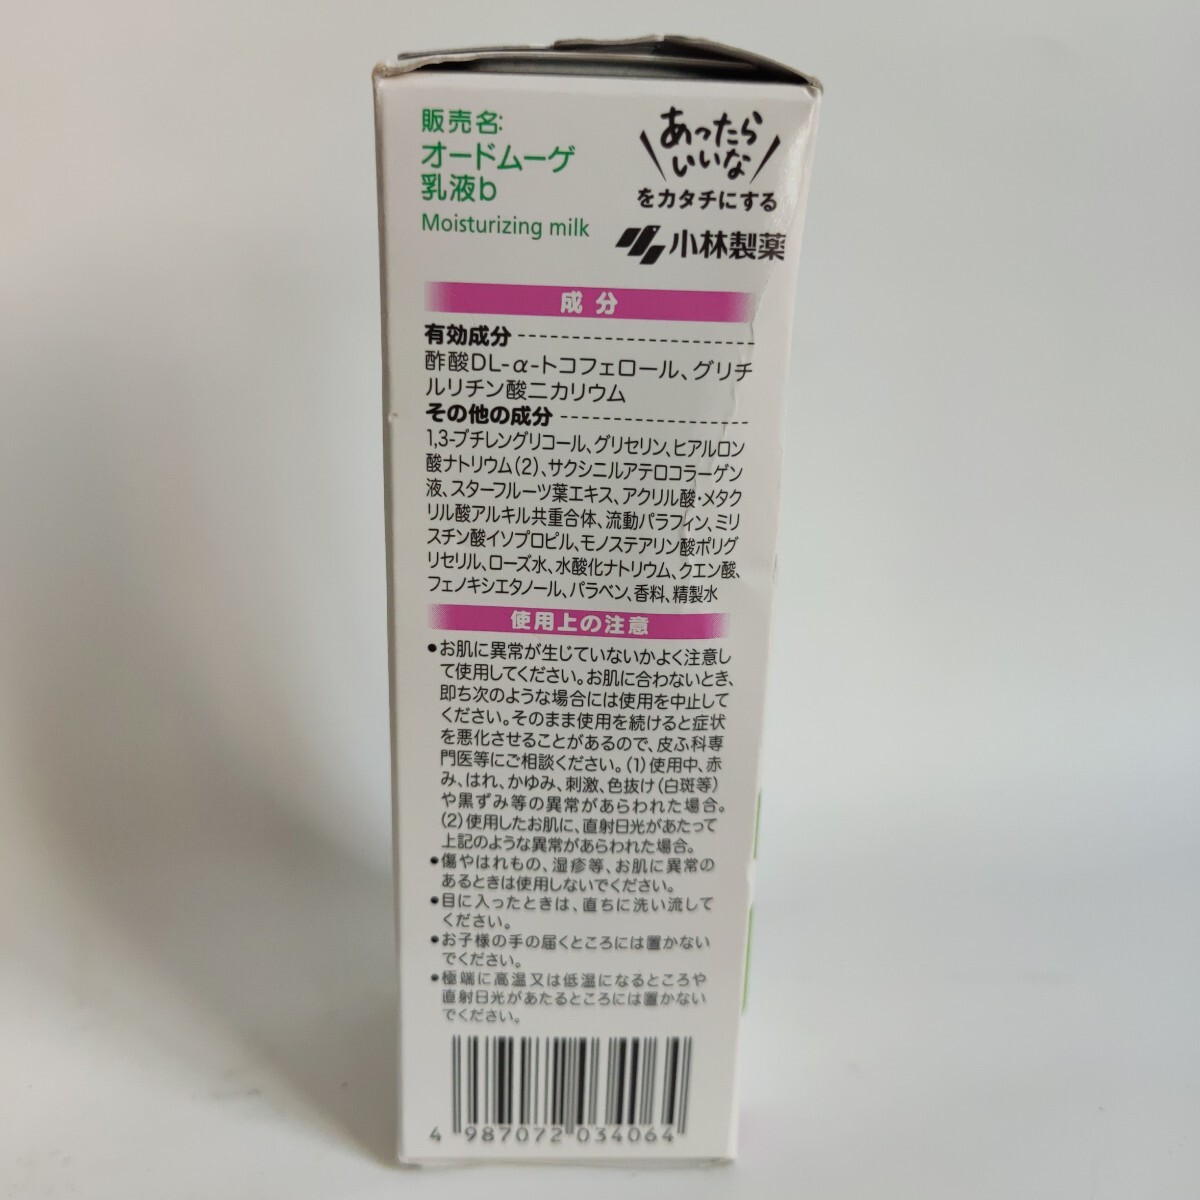 販売名:
オードムーゲ
乳液b
Moisturizing milk
あったら
いいな
をカタチにする
小林製薬
成分
有効成分
酢酸DL-α-トコフェロール、グリチ
ルリチン酸ニカリウム
その他の成分
1,3-ブチレングリコール、グリセリン、ヒアルロン
酸ナトリウム(2)、サクシニルアテロコラーゲン
液、スターフルーツ葉エキス、アクリル酸・メタク
リル酸アルキル共重合体、流動パラフィン、ミリ
スチン酸イソプロピル、モノステアリン酸ポリグ
リセリル、ローズ水、水酸化ナトリウム、クエン酸、
フェノキシエタノール、パラベン、香料、精製水
使用上の注意
●お肌に異常が生じていないかよく注意し
て使用してください。お肌に合わないとき、
即ち次のような場合には使用を中止して
ください。そのまま使用を続けると症状
を悪化させることがあるので、皮ふ科専
門医等にご相談ください。(1)使用中、赤
み、はれ、かゆみ、刺激、色抜け(白斑等)
や黒ずみ等の異常があらわれた場合。
(2)使用したお肌に、直射日光があたって
上記のような異常があらわれた場合。
●傷やはれもの、湿疹等、お肌に異常の
あるときは使用しないでください。
●目に入ったときは、直ちに洗い流して
ください。
●お子様の手の届くところには置かない
でください。
●極端に高温又は低温になるところや
直射日光があたるところには置かない
でください。
4 987072 034064